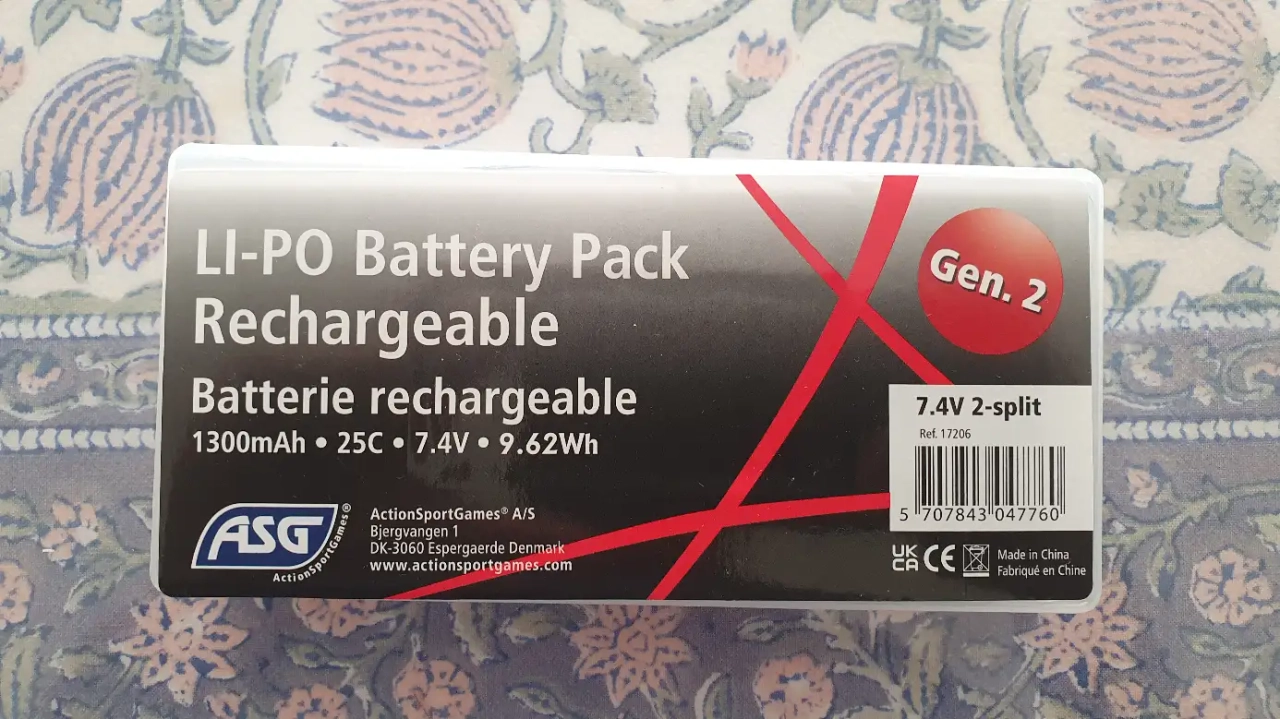 LI-PO Battery Pack
Rechargeable
Gen. 2
Batterie rechargeable
1300mAh • 25C • 7.4V • 9.62Wh
7.4V 2-split
Ref. 17206
5 707843 047760
ASG
ActionSportGames®
ActionSportGames® A/S
Bjergvangen 1
DK-3060 Espergaerde Denmark
www.actionsportgames.com
UK
CA CE
Made in China
Fabriqué en Chine